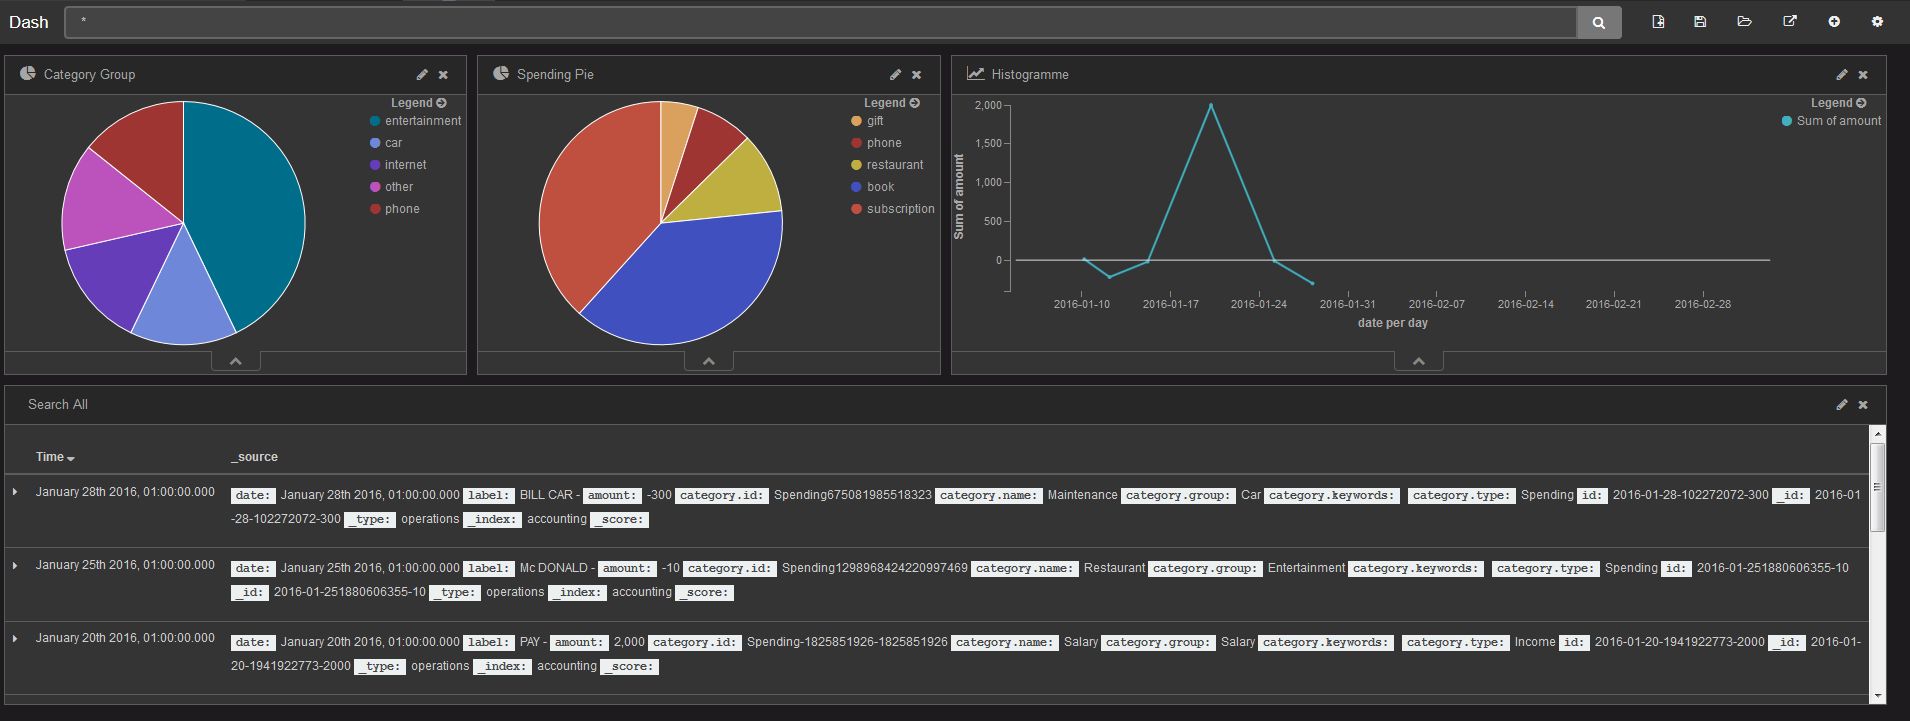 Dash
*
Category Group
Legend
entertainment
car
internet
other
phone
Spending Pie
Legend
gift
phone
restaurant
book
subscription
Histogramme
Legend
Sum of amount
Sum of amount
2,000
1,500
1,000
500
0
2016-01-10 2016-01-17 2016-01-24 2016-01-31 2016-02-07 2016-02-14 2016-02-21 2016-02-28
date per day
Search All
Time _source
January 28th 2016, 01:00:00.000 date: January 28th 2016, 01:00:00.000 label: BILL CAR - amount: -300 category.id: Spending675081985518323 category.name: Maintenance category.group: Car category.keywords: category.type: Spending id: 2016-01-28-102272072-300 _id: 2016-01
-28-102272072-300 _type: operations _index: accounting _score:
January 25th 2016, 01:00:00.000 date: January 25th 2016, 01:00:00.000 label: Mc DONALD - amount: -10 category.id: Spending1298968424220997469 category.name: Restaurant category.group: Entertainment category.keywords: category.type: Spending id: 2016-01-251880606355-10
_id: 2016-01-251880606355-10 _type: operations _index: accounting _score:
January 20th 2016, 01:00:00.000 date: January 20th 2016, 01:00:00.000 label: PAY - amount: 2,000 category.id: Spending-1825851926-1825851926 category.name: Salary category.group: Salary category.keywords: category.type: Income id: 2016-01-20-1941922773-2000 _id: 2016-01-
20-1941922773-2000 _type: operations _index: accounting _score: